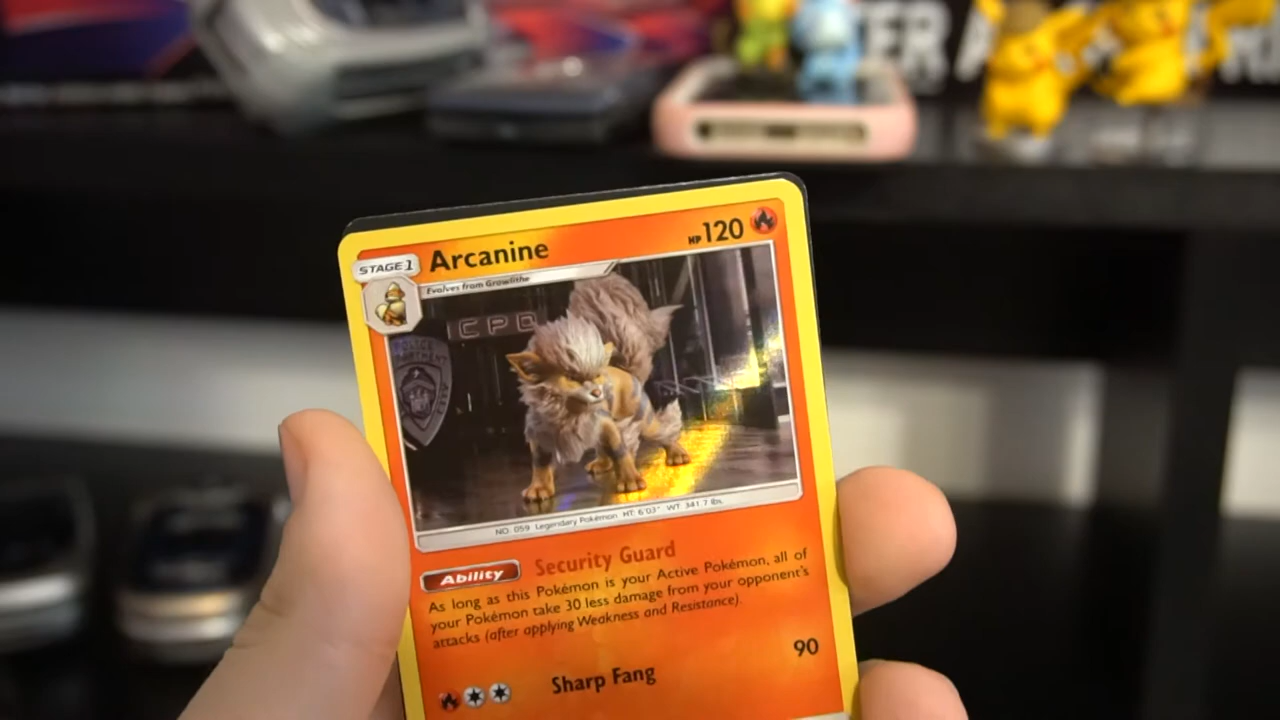 TER A
Arcanine
HP 120
STAGE 1
Evolves from Growlithe
CPD
POLICE
NO. 059 Legendary Pokémon HT: 6'03" WT: 341.7 lbs.
Ability Security Guard
As long as this Pokémon is your Active Pokémon, all of
your Pokémon take 30 less damage from your opponent's
attacks (after applying Weakness and Resistance).
Sharp Fang 90